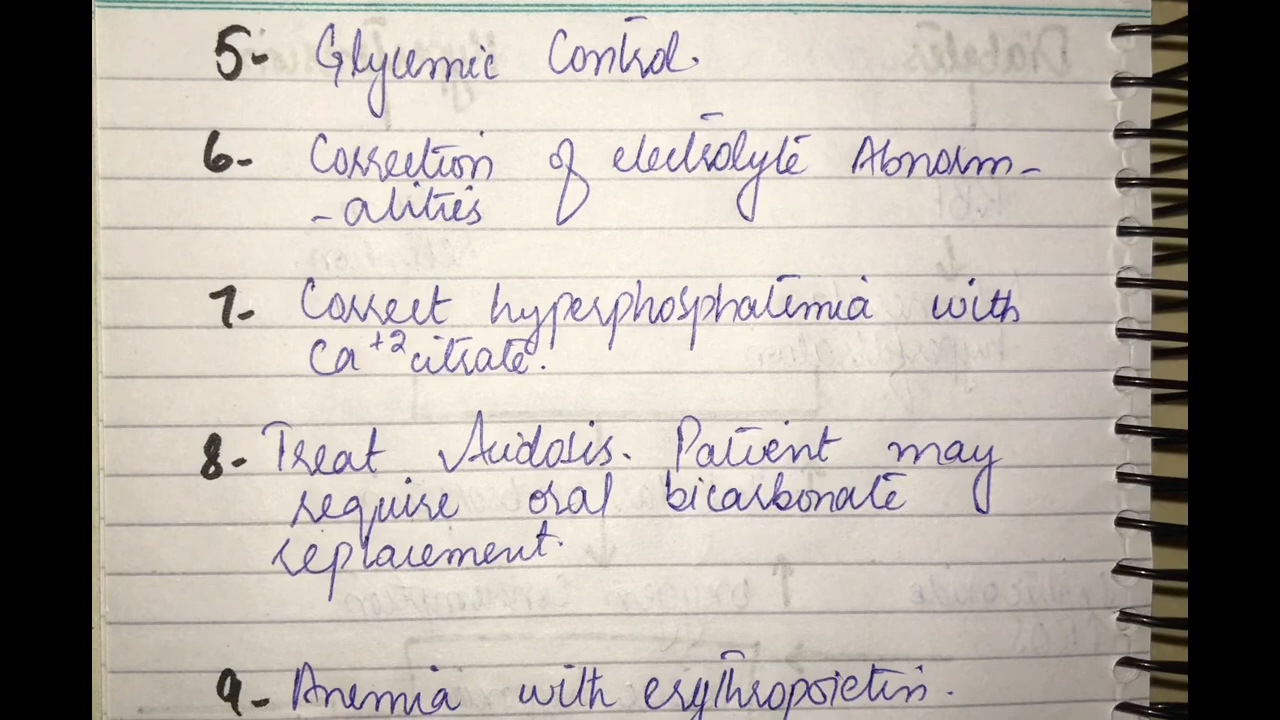 5- Glycemic Control.
6- Correction of electrolyte Abnorm-
-alities
7- Correct hyperphosphatemia with
Ca+2 citrate.
8- Treat Acidosis. Patient may
require oral bicarbonate
replacement.
9- Anemia with erythropoietin.